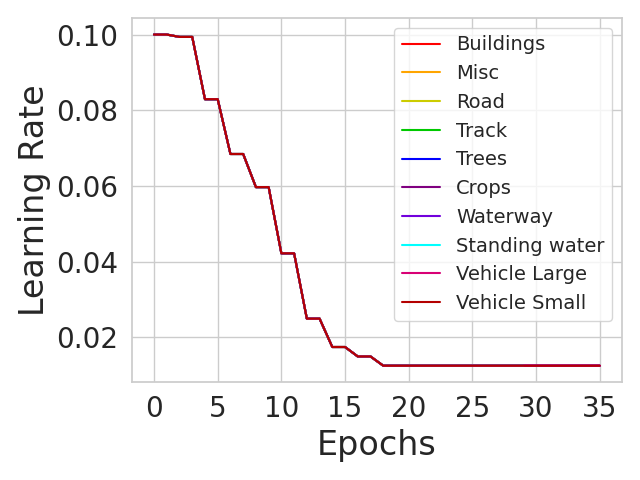 0.10
0.08
0.06
0.04
0.02
Learning Rate
0 5 10 15 20 25 30 35
Epochs
Buildings
Misc
Road
Track
Trees
Crops
Waterway
Standing water
Vehicle Large
Vehicle Small